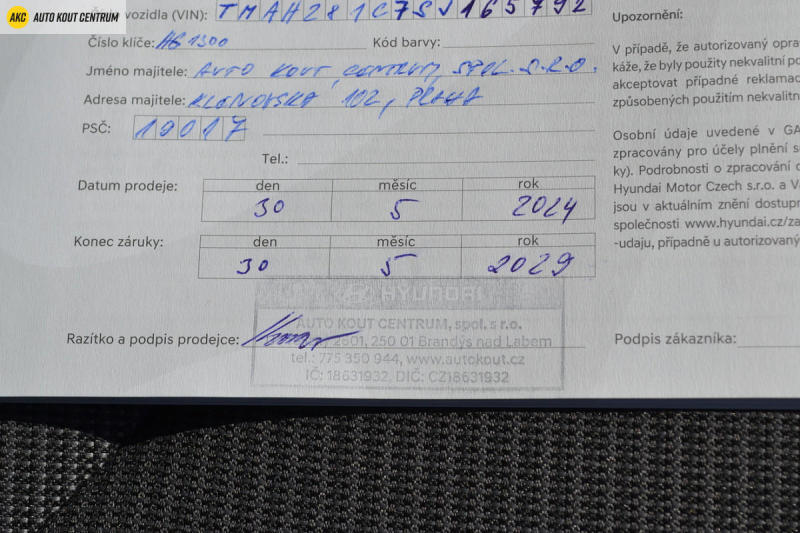 AKC AUTO KOUT CENTRUM
vozidla (VIN): TMAH281C7SJ165792
Číslo klíče: HB1300 Kód barvy:
Jméno majitele: AUTO KOUT CENTRUM, SPOL. S.R.O.
Adresa majitele: KLÁNOVSKÁ 102, PRAHA
PSČ: 19017
Tel.:
Datum prodeje: den měsíc rok
30 5 2024
Konec záruky: den měsíc rok
30 5 2029
HYUNDAI
AUTO KOUT CENTRUM, spol. s r.o.
Razítko a podpis prodejce:
2601, 250 01 Brandýs nad Labem
tel.: 775 350 944, www.autokout.cz
IČ: 18631932, DIČ: CZ18631932
Upozornění:
V případě, že autorizovaný opra
káže, že byly použity nekvalitní po
akceptovat případné reklamac
způsobených použitím nekvalitn
Osobní údaje uvedené v GA
zpracovány pro účely plnění s
ky). Podrobnosti o zpracování o
Hyundai Motor Czech s.r.o. a V
jsou v aktuálním znění dostupn
společnosti www.hyundai.cz/za
-udaju, případně u autorizovaný
Podpis zákazníka: